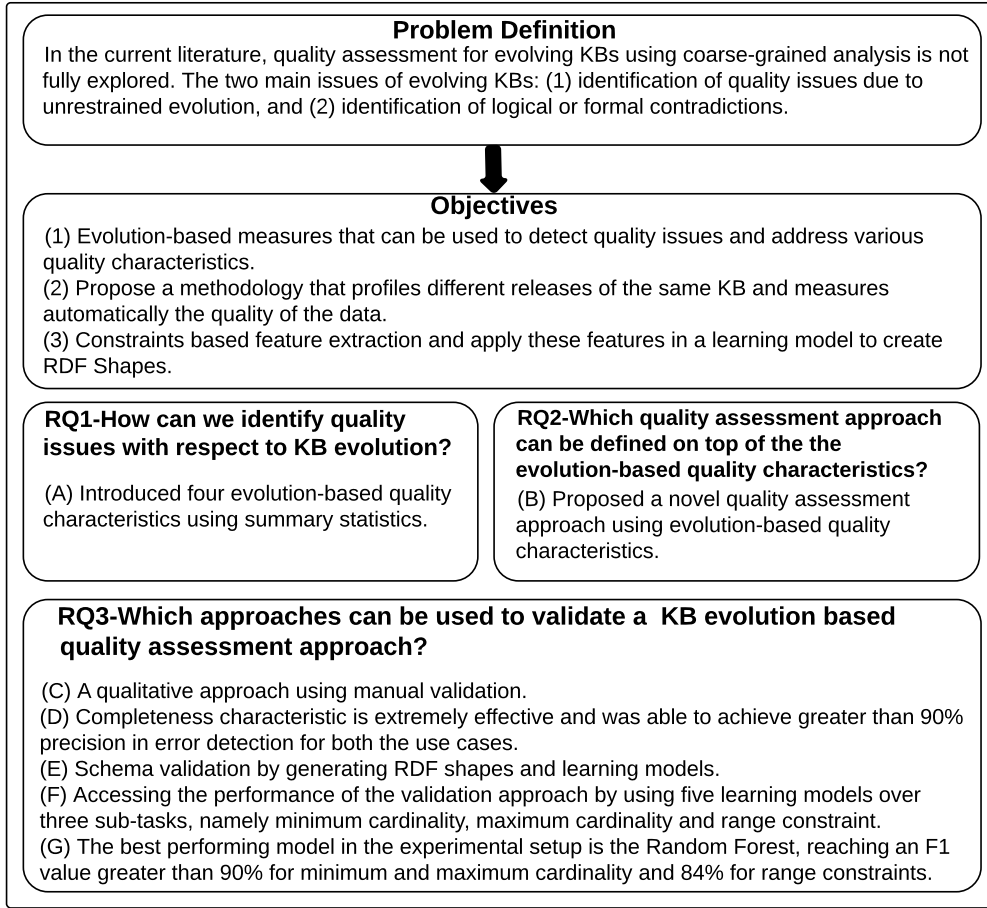 Problem Definition
In the current literature, quality assessment for evolving KBs using coarse-grained analysis is not
fully explored. The two main issues of evolving KBs: (1) identification of quality issues due to
unrestrained evolution, and (2) identification of logical or formal contradictions.
Objectives
(1) Evolution-based measures that can be used to detect quality issues and address various
quality characteristics.
(2) Propose a methodology that profiles different releases of the same KB and measures
automatically the quality of the data.
(3) Constraints based feature extraction and apply these features in a learning model to create
RDF Shapes.
RQ1-How can we identify quality
issues with respect to KB evolution?
(A) Introduced four evolution-based quality
characteristics using summary statistics.
RQ2-Which quality assessment approach
can be defined on top of the the
evolution-based quality characteristics?
(B) Proposed a novel quality assessment
approach using evolution-based quality
characteristics.
RQ3-Which approaches can be used to validate a  KB evolution based
quality assessment approach?
(C) A qualitative approach using manual validation.
(D) Completeness characteristic is extremely effective and was able to achieve greater than 90%
precision in error detection for both the use cases.
(E) Schema validation by generating RDF shapes and learning models.
(F) Accessing the performance of the validation approach by using five learning models over
three sub-tasks, namely minimum cardinality, maximum cardinality and range constraint.
(G) The best performing model in the experimental setup is the Random Forest, reaching an F1
value greater than 90% for minimum and maximum cardinality and 84% for range constraints.